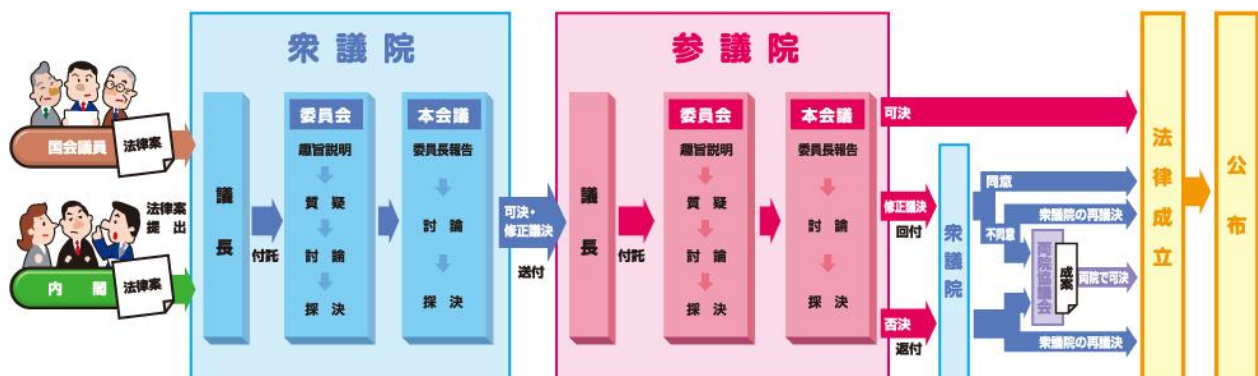 衆議院
参議院
国会議員
法律案
内閣
法律案
法律案
提出
議長
付託
委員会
趣旨説明
質疑
討論
採決
本会議
委員長報告
討論
採決
可決・
修正議決
送付
議長
付託
委員会
趣旨説明
質疑
討論
採決
本会議
委員長報告
討論
採決
可決
修正議決
回付
否決
返付
衆議院
同意
衆議院の再議決
不同意
両院協議会
成案
両院で可決
衆議院の再議決
法律成立
公布